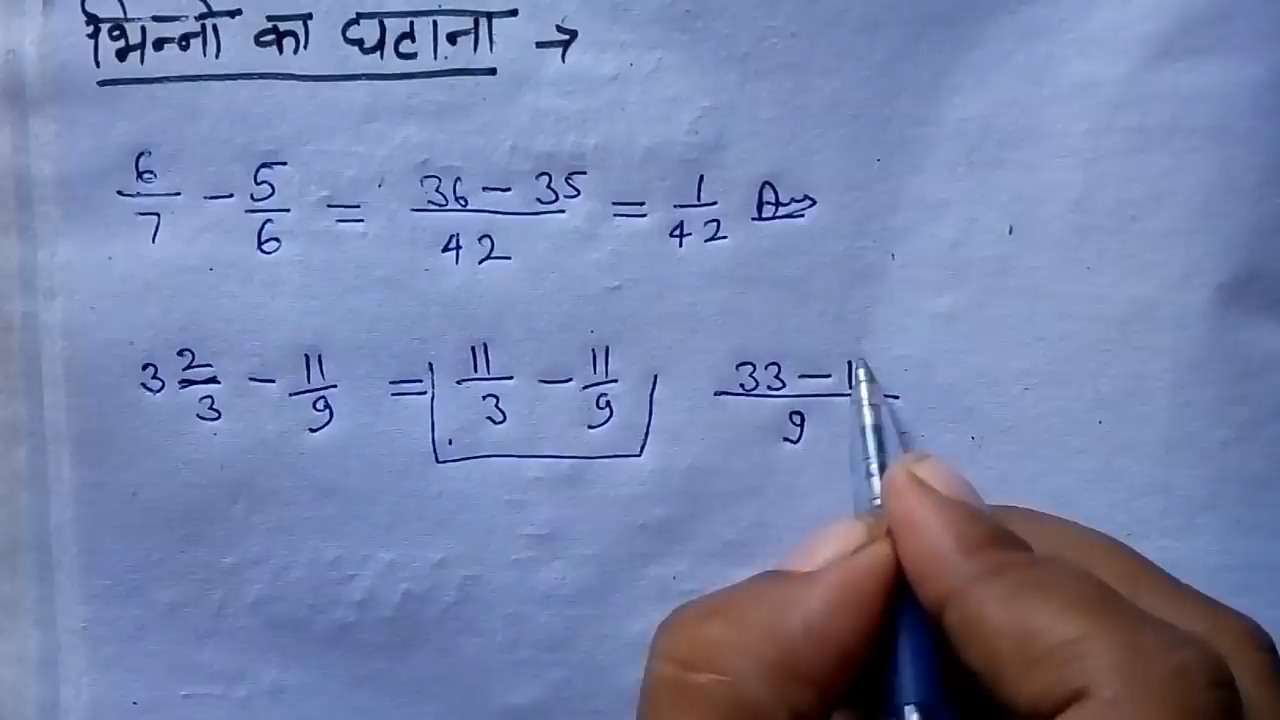 भिन्नो का घटाना →
6/7 - 5/6 = 36 - 35/42 = 1/42 Ans
3 2/3 - 11/9 = 11/3 - 11/9 33 - 1/9